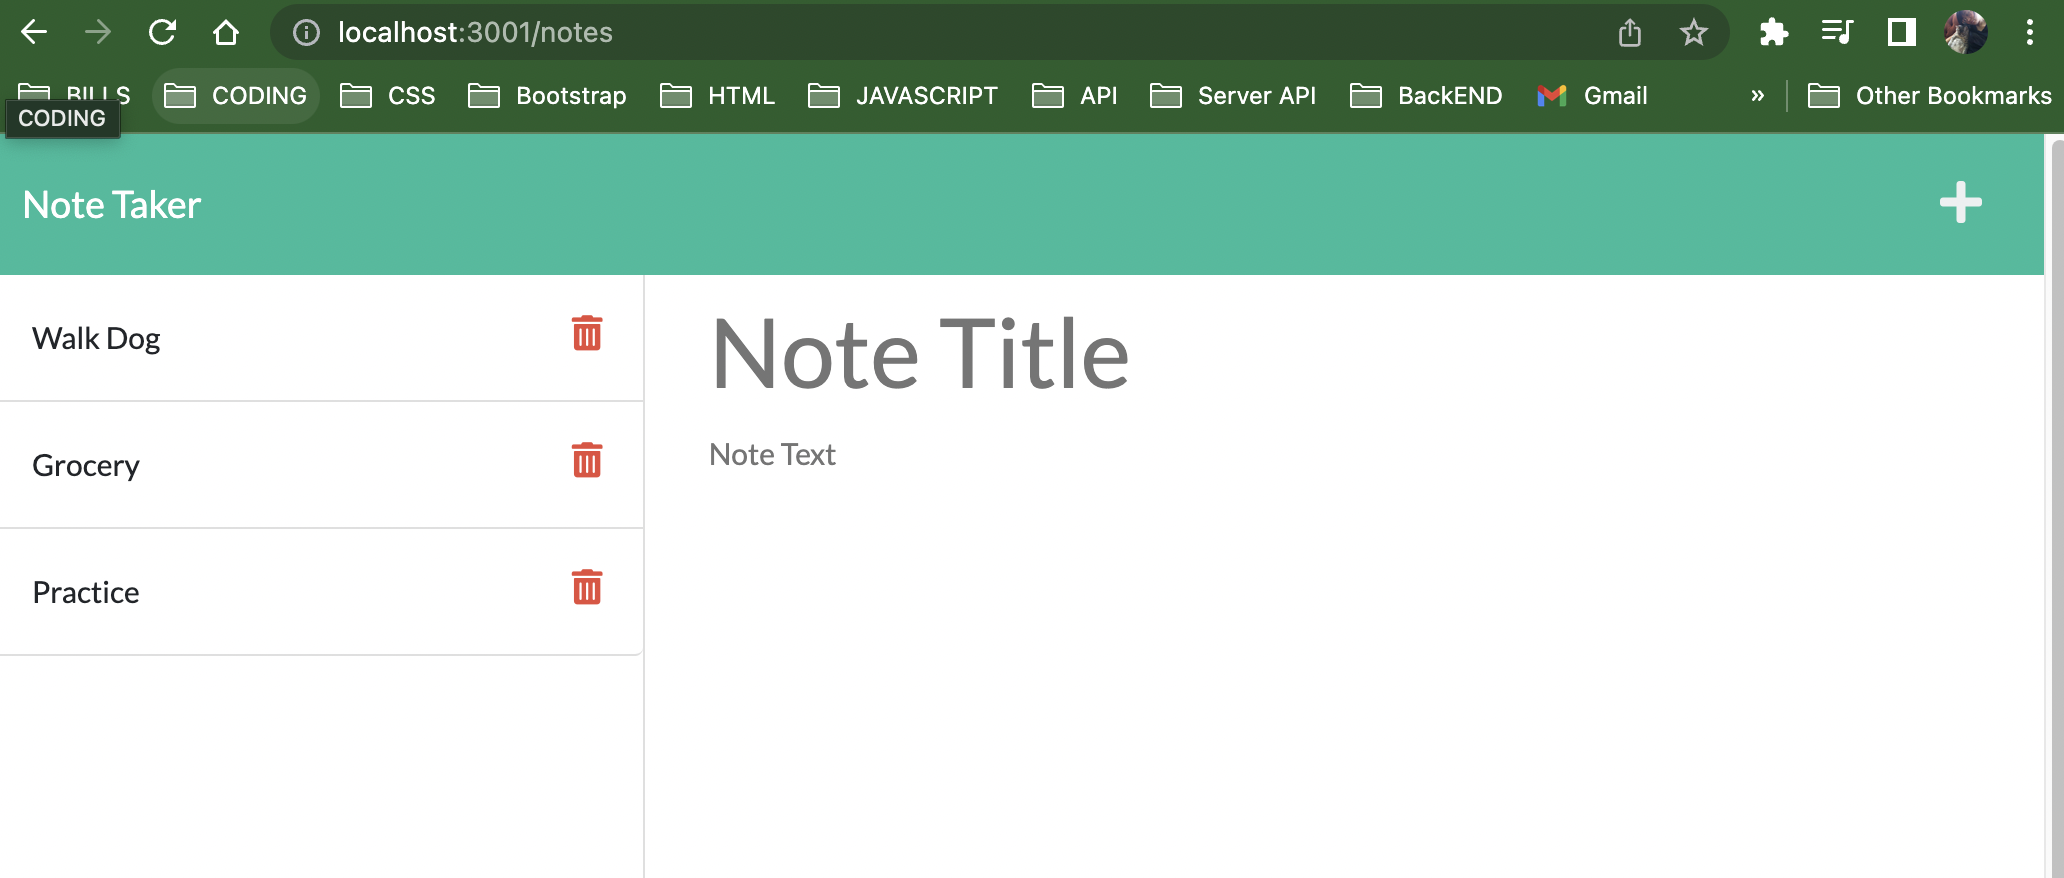 localhost:3001/notes
BILLS CODING CSS Bootstrap HTML JAVASCRIPT API Server API BackEND Gmail » Other Bookmarks
CODING
Note Taker
Walk Dog
Grocery
Practice
Note Title
Note Text